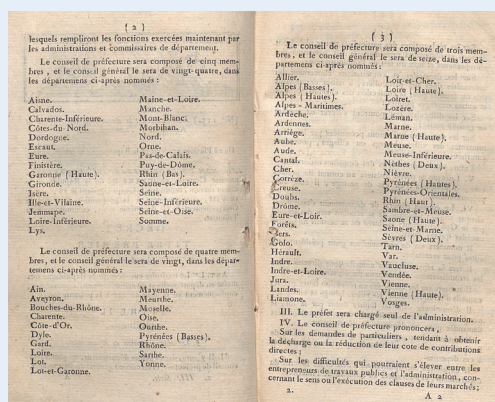 ( 2 )
lesquels rempliront les fonctions exercées maintenant par
les administrations et commissaires de département.
Le conseil de préfecture sera composé de cinq mem-
bres, et le conseil général le sera de vingt-quatre, dans
les départemens ci-après nommés :
Aisne.
Calvados.
Charente-Inférieure.
Côtes-du-Nord.
Dordogne.
Escaut.
Eure.
Finistère.
Garonne (Haute).
Gironde.
Isère.
Ille-et-Vilaine.
Jemmape.
Loire-Inférieure.
Lys.
Maine-et-Loire.
Manche.
Mont-Blanc.
Morbihan.
Nord.
Orne.
Pas-de-Calais.
Puy-de-Dôme.
Rhin (Bas).
Saone-et-Loire.
Seine.
Seine-Inférieure.
Seine-et-Oise.
Somme.
Le conseil de préfecture sera composé de quatre mem-
bres, et le conseil général le sera de vingt, dans les dépar-
temens ci-après nommés :
Ain.
Aveyron.
Bouches-du-Rhône.
Charente.
Côte-d'Or.
Dyle.
Gard.
Loire.
Lot.
Lot-et-Garonne.
Mayenne.
Meurthe.
Moselle.
Oise.
Ourthe.
Pyrénées (Basses).
Rhône.
Sarthe.
Yonne.
( 3 )
Le conseil de préfecture sera composé de trois mem-
bres, et le conseil général le sera de seize, dans les dé-
partemens ci-après nommés :
Allier.
Alpes (Basses).
Alpes (Hautes).
Alpes - Maritimes.
Ardèche.
Ardennes.
Arriège.
Aube.
Aude.
Cantal.
Cher.
Corrèze.
Creuse.
Doubs.
Drôme.
Eure-et-Loir.
Forêts.
Gers.
Golo.
Hérault.
Indre.
Indre-et-Loire.
Jura.
Landes.
Liamone.
Loir-et-Cher.
Loire (Haute).
Loiret.
Lozère.
Léman.
Marne.
Marne (Haute).
Meuse.
Meuse-Inférieure.
Nèthes (Deux).
Nièvre.
Pyrénées (Hautes).
Pyrénées-Orientales.
Rhin (Haut).
Sambre-et-Meuse.
Saone (Haute).
Seine-et-Marne.
Sèvres (Deux).
Tarn.
Var.
Vaucluse.
Vendée.
Vienne.
Vienne (Haute).
Vosges.
III. Le préfet sera chargé seul de l'administration.
IV. Le conseil de préfecture prononcera,
Sur les demandes de particuliers, tendant à obtenir
la décharge ou la réduction de leur cote de contributions
directes ;
Sur les difficultés qui pourraient s'élever entre les
entrepreneurs de travaux publics et l'administration, con-
cernant le sens ou l'exécution des clauses de leurs marchés ;
2.
A 2